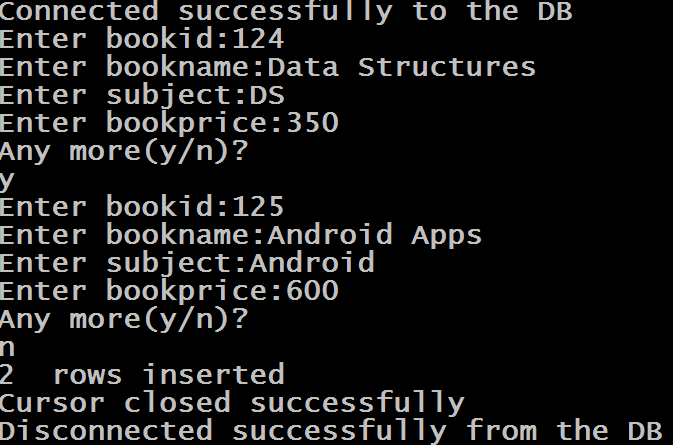 Connected successfully to the DB
Enter bookid:124
Enter bookname:Data Structures
Enter subject:DS
Enter bookprice:350
Any more(y/n)?
y
Enter bookid:125
Enter bookname:Android Apps
Enter subject:Android
Enter bookprice:600
Any more(y/n)?
n
2  rows inserted
Cursor closed successfully
Disconnected successfully from the DB